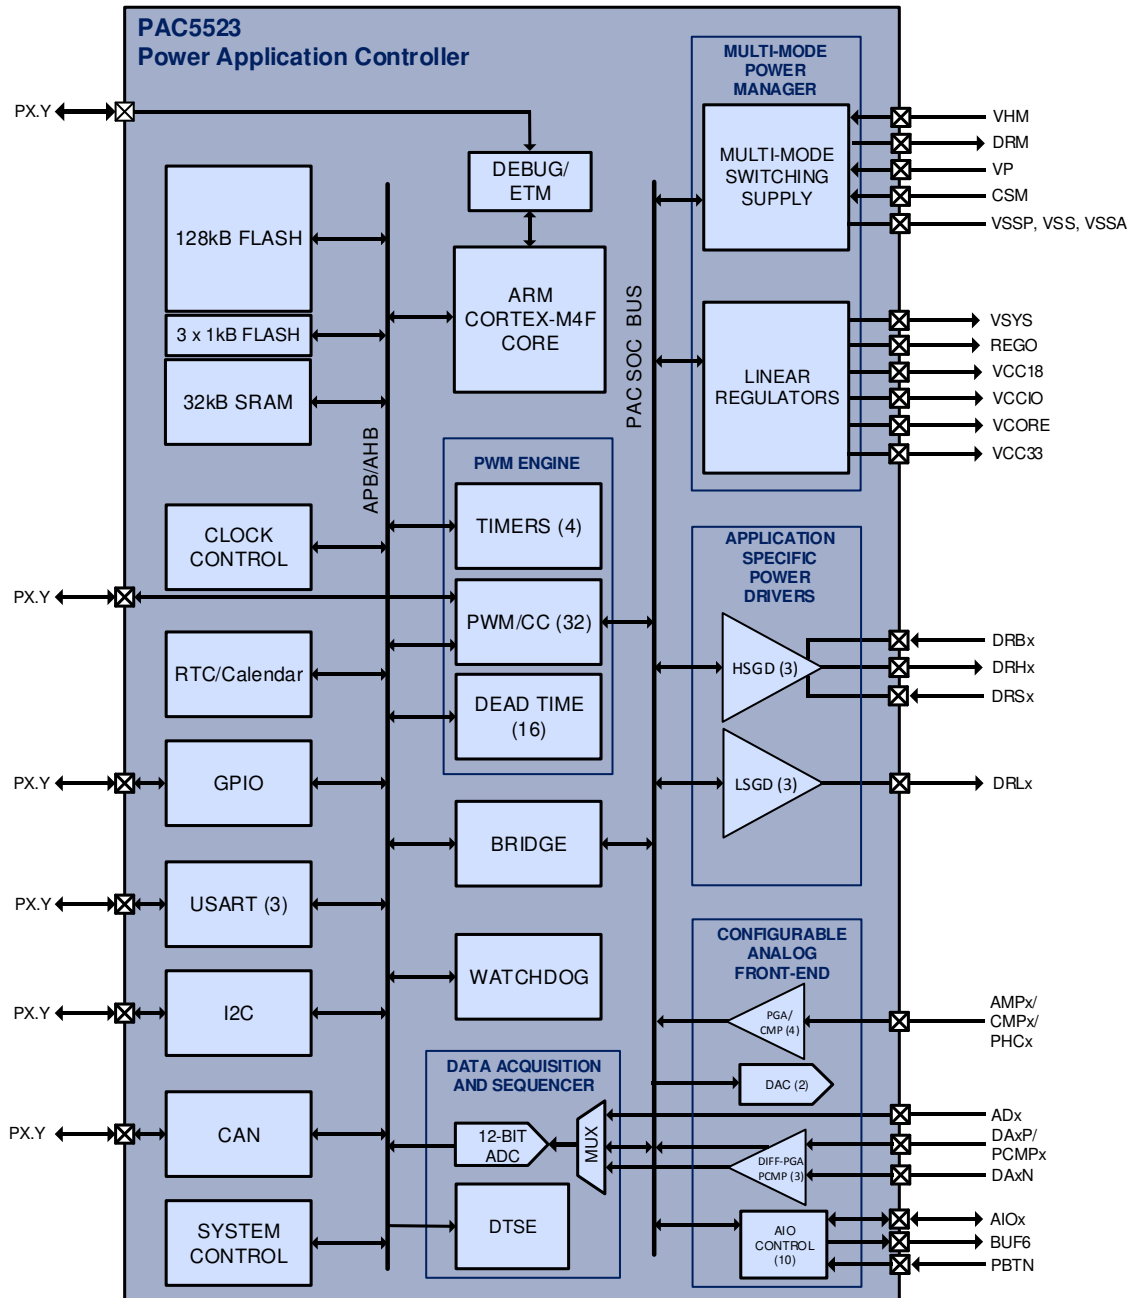 PAC5523
Power Application Controller
PX.Y
DEBUG/
ETM
128kB FLASH
3 x 1kB FLASH
32kB SRAM
ARM
CORTEX-M4F
CORE
APB/AHB
PAC SOC BUS
MULTI-MODE
POWER
MANAGER
MULTI-MODE
SWITCHING
SUPPLY
VHM
DRM
VP
CSM
VSSP, VSS, VSSA
LINEAR
REGULATORS
VSYS
REGO
VCC18
VCCIO
VCORE
VCC33
PWM ENGINE
TIMERS (4)
PWM/CC (32)
DEAD TIME
(16)
CLOCK
CONTROL
PX.Y
RTC/Calendar
PX.Y
GPIO
PX.Y
USART (3)
PX.Y
I2C
PX.Y
CAN
SYSTEM
CONTROL
BRIDGE
WATCHDOG
APPLICATION
SPECIFIC
POWER
DRIVERS
HSGD (3)
DRBx
DRHx
DRSx
LSGD (3)
DRLx
DATA ACQUISITION
AND SEQUENCER
12-BIT
ADC
MUX
DTSE
CONFIGURABLE
ANALOG
FRONT-END
PGA/
CMP (4)
AMPx/
CMPx/
PHCx
DAC (2)
ADx
DIFF-PGA
PCMP (3)
DAxP/
PCMPx
DAxN
AIO
CONTROL
(10)
AIOx
BUF6
PBTN